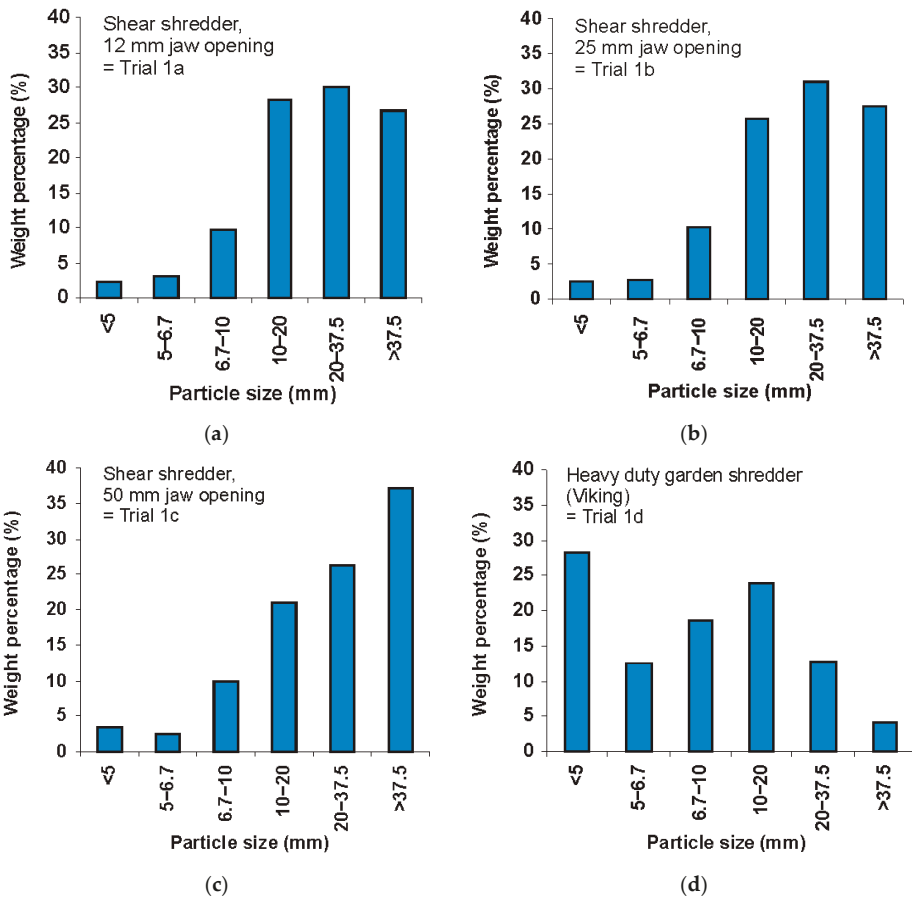 Shear shredder,
12 mm jaw opening
= Trial 1a
Weight percentage (%)
40
35
30
25
20
15
10
5
0
<5
5–6.7
6.7–10
10–20
20–37.5
>37.5
Particle size (mm)
(a)
Shear shredder,
25 mm jaw opening
= Trial 1b
Weight percentage (%)
40
35
30
25
20
15
10
5
0
<5
5–6.7
6.7–10
10–20
20–37.5
>37.5
Particle size (mm)
(b)
Shear shredder,
50 mm jaw opening
= Trial 1c
Weight percentage (%)
40
35
30
25
20
15
10
5
0
<5
5–6.7
6.7–10
10–20
20–37.5
>37.5
Particle size (mm)
(c)
Heavy duty garden shredder
(Viking)
= Trial 1d
Weight percentage (%)
40
30
20
10
0
<5
5–6.7
6.7–10
10–20
20–37.5
>37.5
Particle size (mm)
(d)